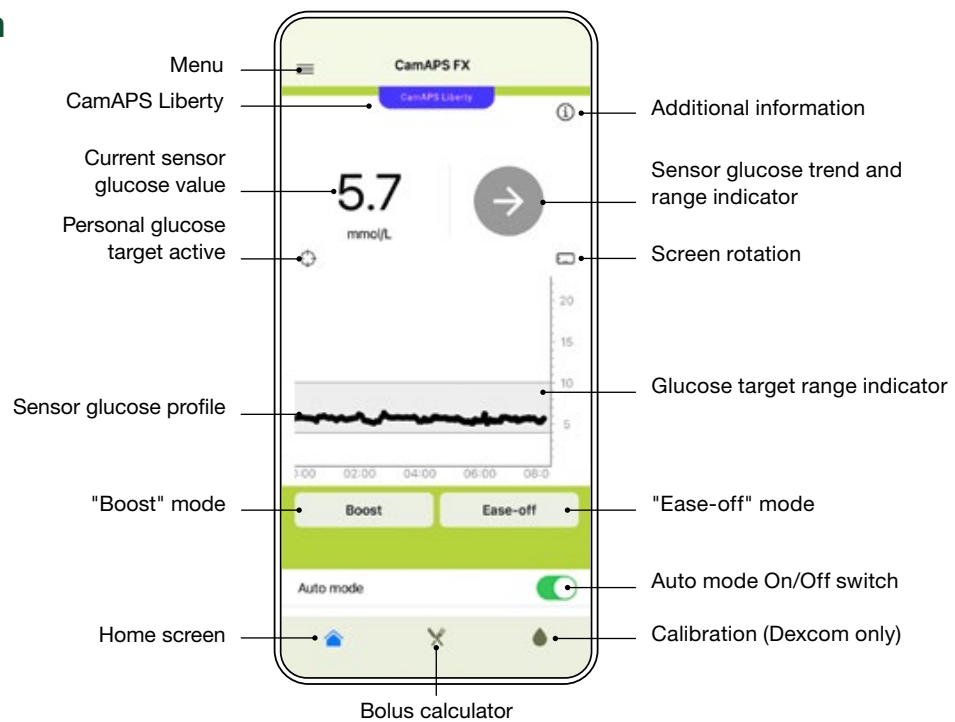 Menu
CamAPS FX
CamAPS Liberty
CamAPS Liberty
Additional information
Current sensor
glucose value
5.7
mmol/L
Sensor glucose trend and
range indicator
Personal glucose
target active
Screen rotation
20
15
10
5
Glucose target range indicator
Sensor glucose profile
02:00
04:00
06:00
"Boost" mode
Boost
Ease-off
"Ease-off" mode
Auto mode
Auto mode On/Off switch
Home screen
Calibration (Dexcom only)
Bolus calculator